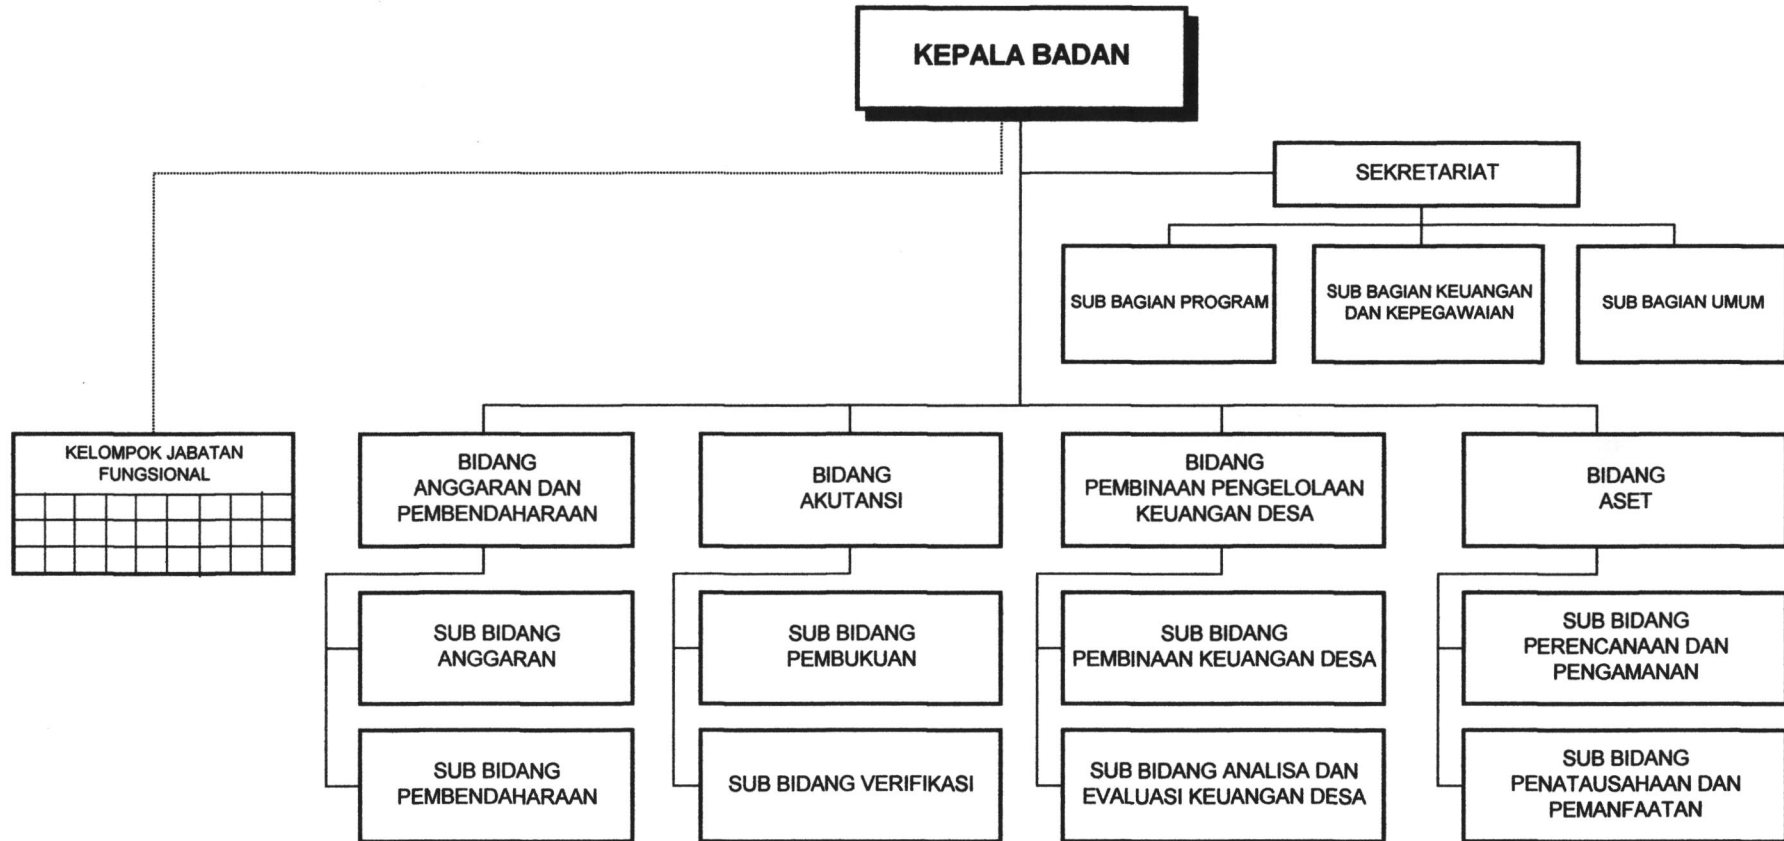 KEPALA BADAN
SEKRETARIAT
SUB BAGIAN PROGRAM
SUB BAGIAN KEUANGAN
DAN KEPEGAWAIAN
SUB BAGIAN UMUM
KELOMPOK JABATAN
FUNGSIONAL
BIDANG
ANGGARAN DAN
PEMBENDAHARAAN
BIDANG
AKUTANSI
BIDANG
PEMBINAAN PENGELOLAAN
KEUANGAN DESA
BIDANG
ASET
SUB BIDANG
ANGGARAN
SUB BIDANG
PEMBUKUAN
SUB BIDANG
PEMBINAAN KEUANGAN DESA
SUB BIDANG
PERENCANAAN DAN
PENGAMANAN
SUB BIDANG
PEMBENDAHARAAN
SUB BIDANG VERIFIKASI
SUB BIDANG ANALISA DAN
EVALUASI KEUANGAN DESA
SUB BIDANG
PENATAUSAHAAN DAN
PEMANFAATAN